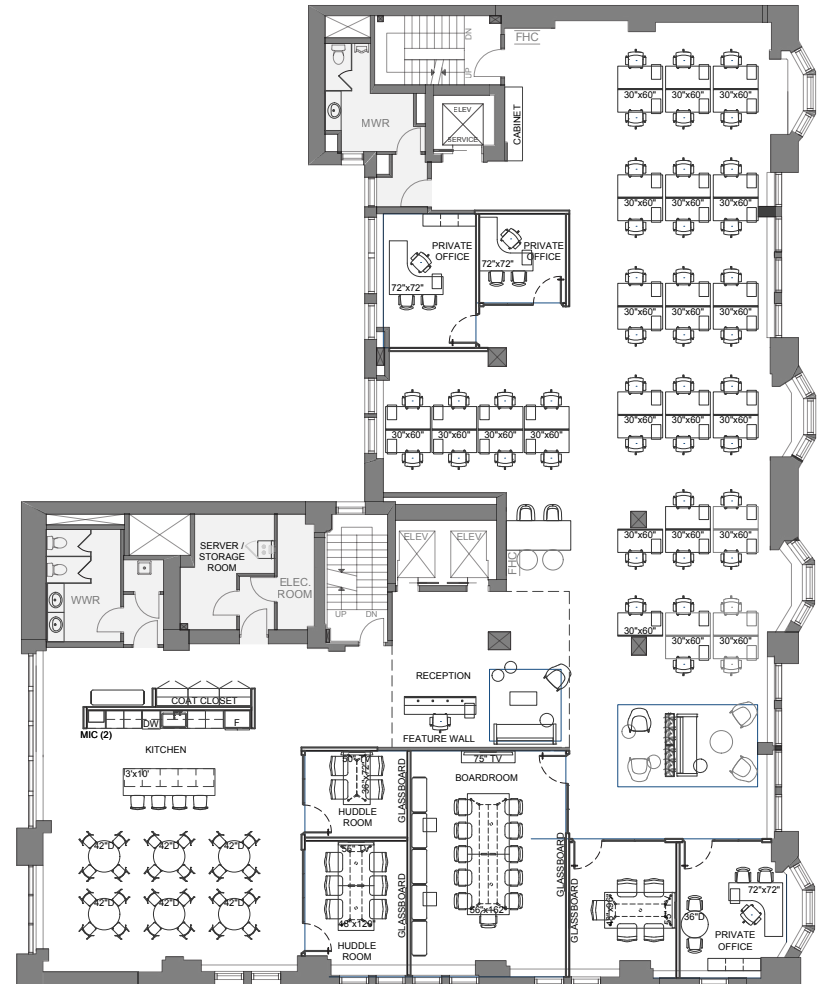 DN
UP
FHC
MWR
ELEV
SERVICE
CABINET
30"x60"
30"x60"
30"x60"
30"x60"
30"x60"
30"x60"
PRIVATE
OFFICE
72"x72"
PRIVATE
OFFICE
72"x72"
30"x60"
30"x60"
30"x60"
30"x60"
30"x60"
30"x60"
30"x60"
30"x60"
30"x60"
30"x60"
SERVER /
STORAGE
ROOM
ELEC.
ROOM
WWR
UP
DN
ELEV
ELEV
FHC
30"x60"
30"x60"
30"x60"
30"x60"
30"x60"
30"x60"
RECEPTION
FEATURE WALL
COAT CLOSET
DW
F
MIC (2)
KITCHEN
3'x10'
42"D
42"D
42"D
42"D
42"D
42"D
50" TV
36"x72"
HUDDLE
ROOM
GLASSBOARD
75" TV
BOARDROOM
56"x162"
GLASSBOARD
GLASSBOARD
HUDDLE
ROOM
GLASSBOARD
36"D
72"x72"
PRIVATE
OFFICE